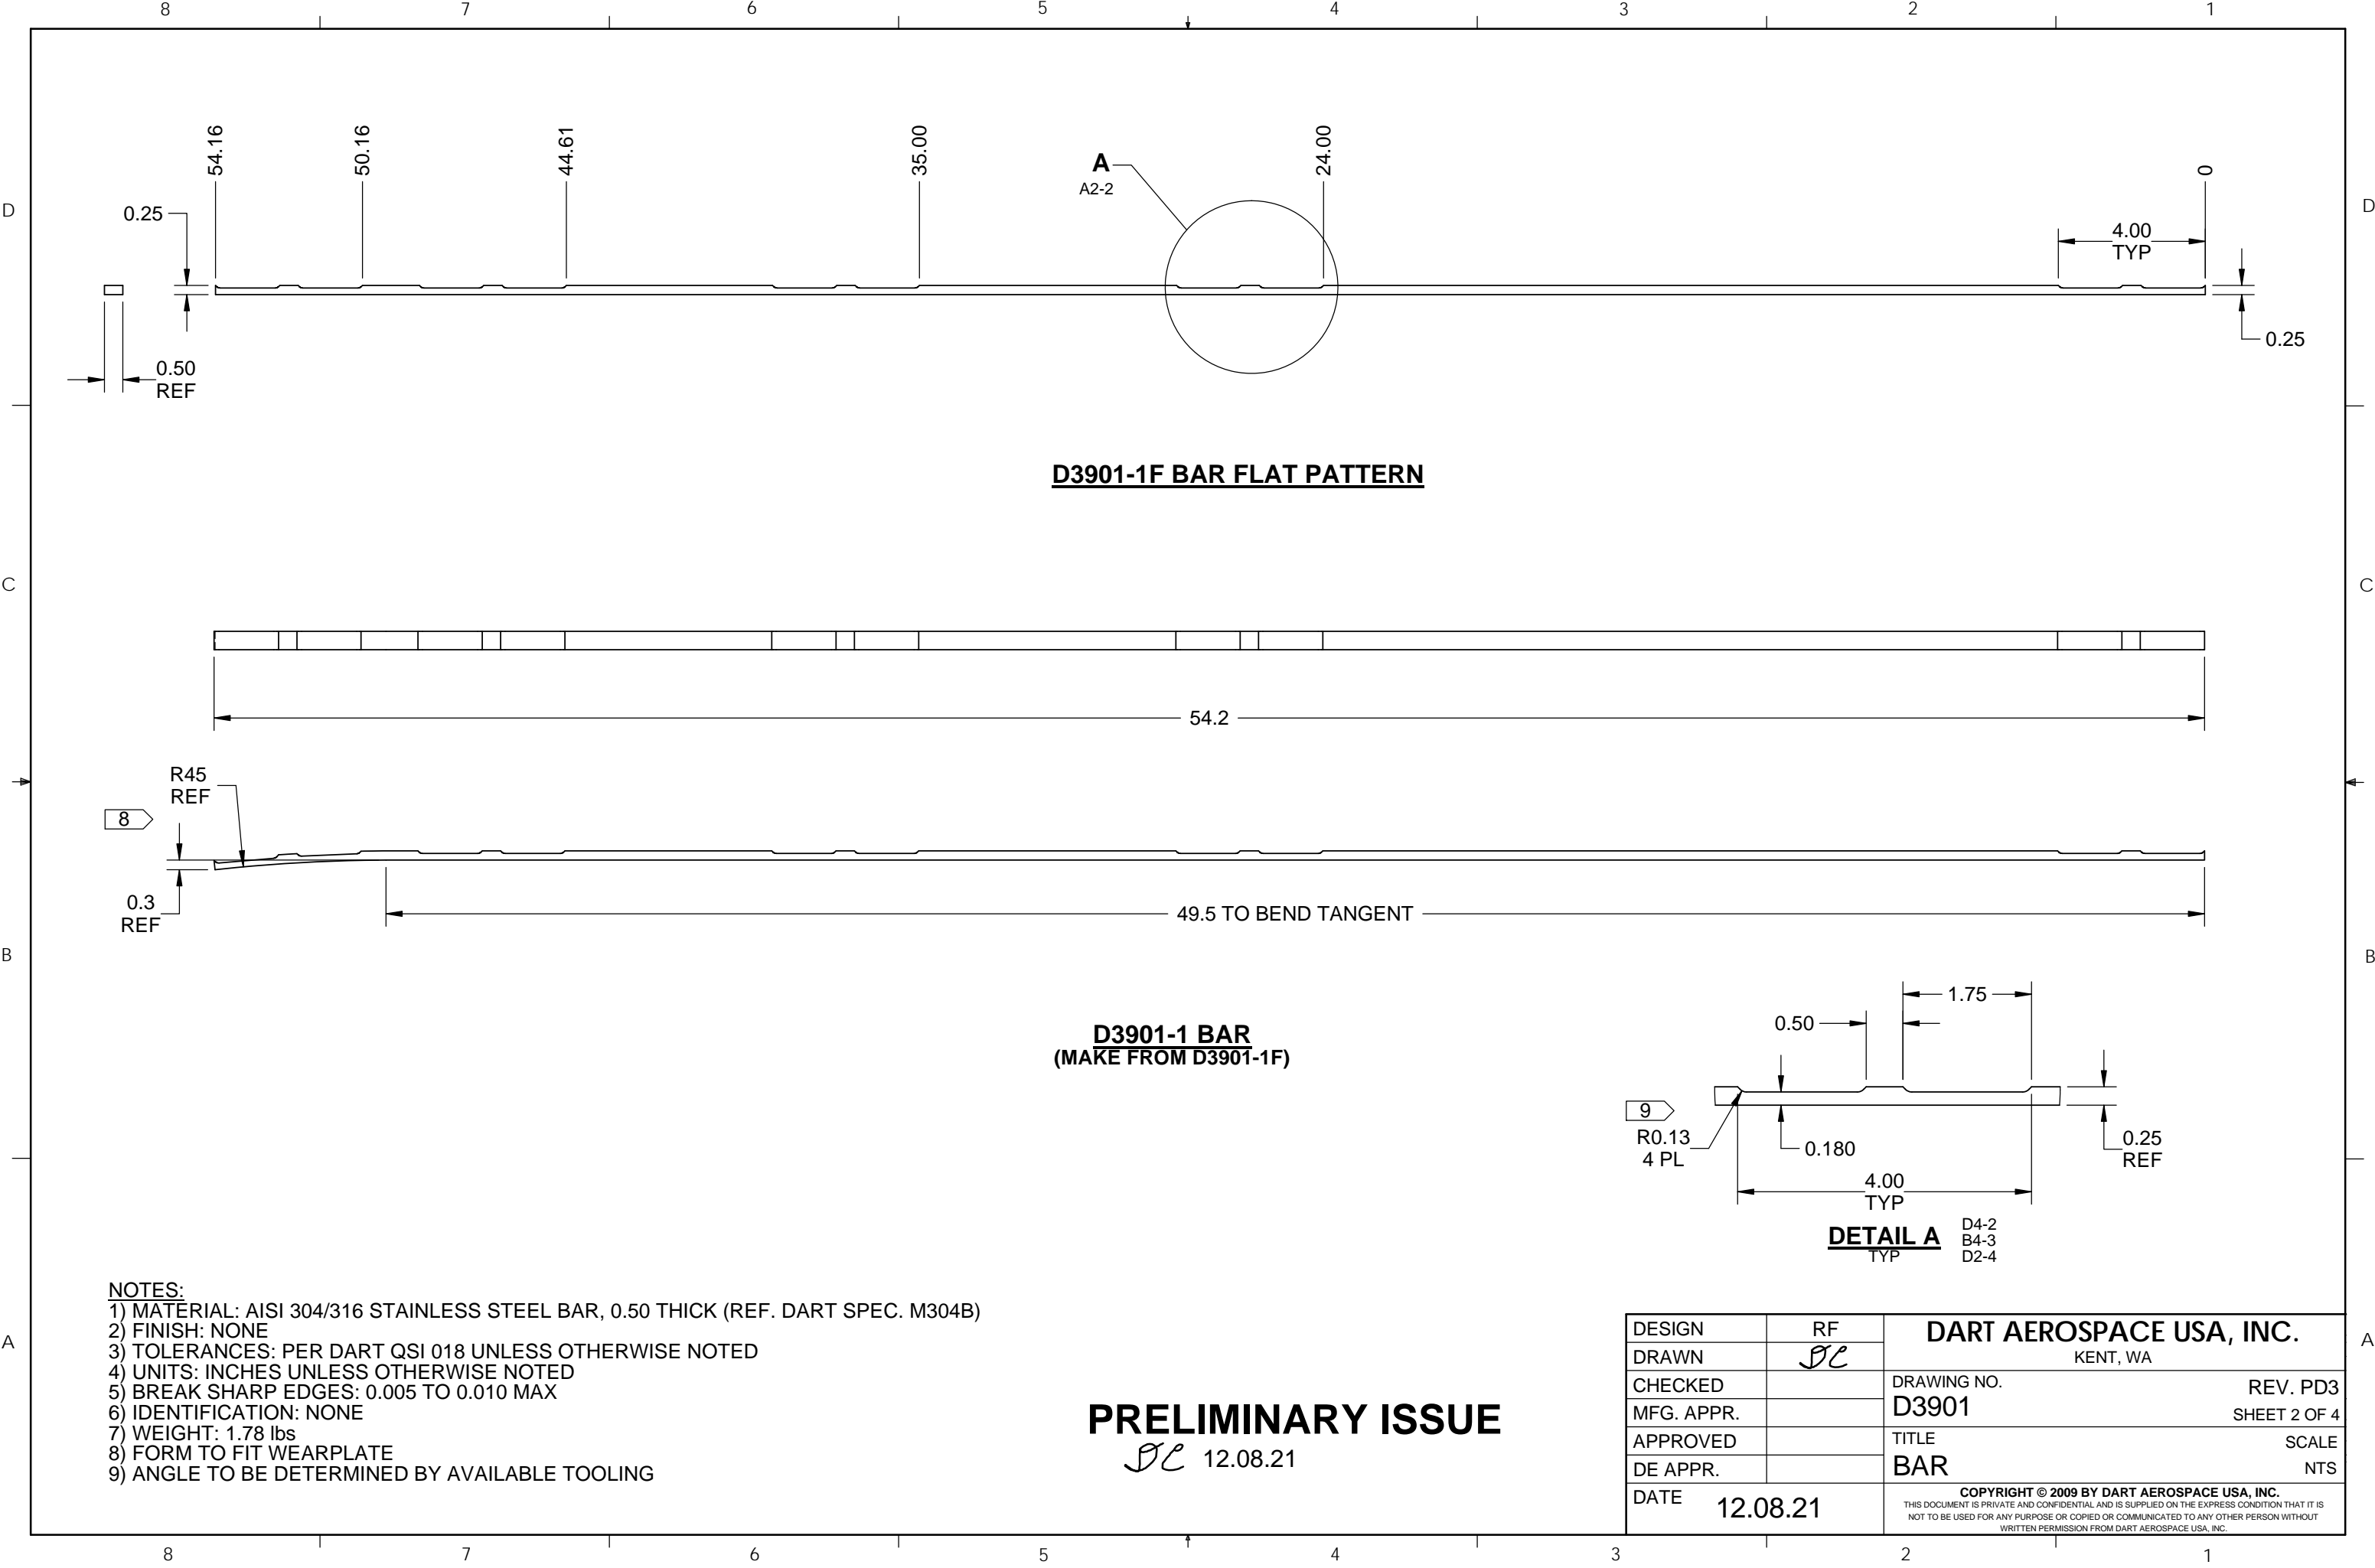 8 7 6 5 4 3 2 1
D
D
54.16
50.16
44.61
35.00
24.00
0
A
A2-2
0.25
4.00
TYP
0.25
0.50
REF
D3901-1F BAR FLAT PATTERN
C
C
54.2
R45
REF
8
0.3
REF
49.5 TO BEND TANGENT
B
B
D3901-1 BAR
(MAKE FROM D3901-1F)
1.75
0.50
9
R0.13
4 PL
0.180
0.25
REF
4.00
TYP
DETAIL A
TYP
D4-2
B4-3
D2-4
NOTES:
1) MATERIAL: AISI 304/316 STAINLESS STEEL BAR, 0.50 THICK (REF. DART SPEC. M304B)
2) FINISH: NONE
3) TOLERANCES: PER DART QSI 018 UNLESS OTHERWISE NOTED
4) UNITS: INCHES UNLESS OTHERWISE NOTED
5) BREAK SHARP EDGES: 0.005 TO 0.010 MAX
6) IDENTIFICATION: NONE
7) WEIGHT: 1.78 lbs
8) FORM TO FIT WEARPLATE
9) ANGLE TO BE DETERMINED BY AVAILABLE TOOLING
A
A
PRELIMINARY ISSUE
12.08.21
DESIGN RF
DRAWN
CHECKED
MFG. APPR.
APPROVED
DE APPR.
DATE 12.08.21
DART AEROSPACE USA, INC.
KENT, WA
DRAWING NO. REV. PD3
D3901 SHEET 2 OF 4
TITLE SCALE
BAR NTS
COPYRIGHT © 2009 BY DART AEROSPACE USA, INC.
THIS DOCUMENT IS PRIVATE AND CONFIDENTIAL AND IS SUPPLIED ON THE EXPRESS CONDITION THAT IT IS
NOT TO BE USED FOR ANY PURPOSE OR COPIED OR COMMUNICATED TO ANY OTHER PERSON WITHOUT
WRITTEN PERMISSION FROM DART AEROSPACE USA, INC.
8 7 6 5 4 3 2 1